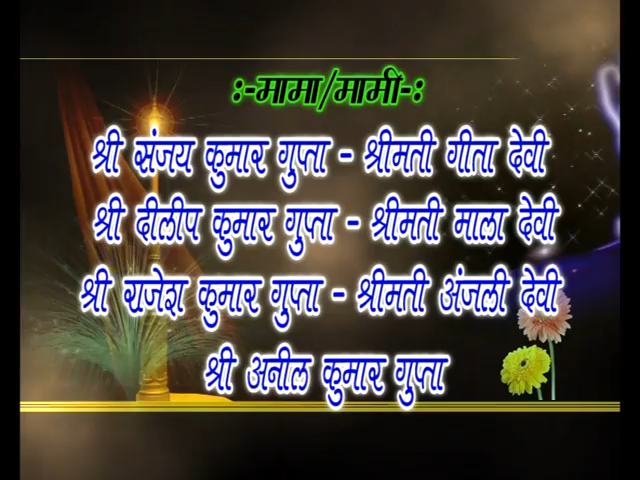 :-मामा/मामी-:
श्री संजय कुमार गुप्ता - श्रीमती गीता देवी
श्री दीलीप कुमार गुप्ता - श्रीमती माला देवी
श्री राजेश कुमार गुप्ता - श्रीमती अंजली देवी
श्री अनील कुमार गुप्ता